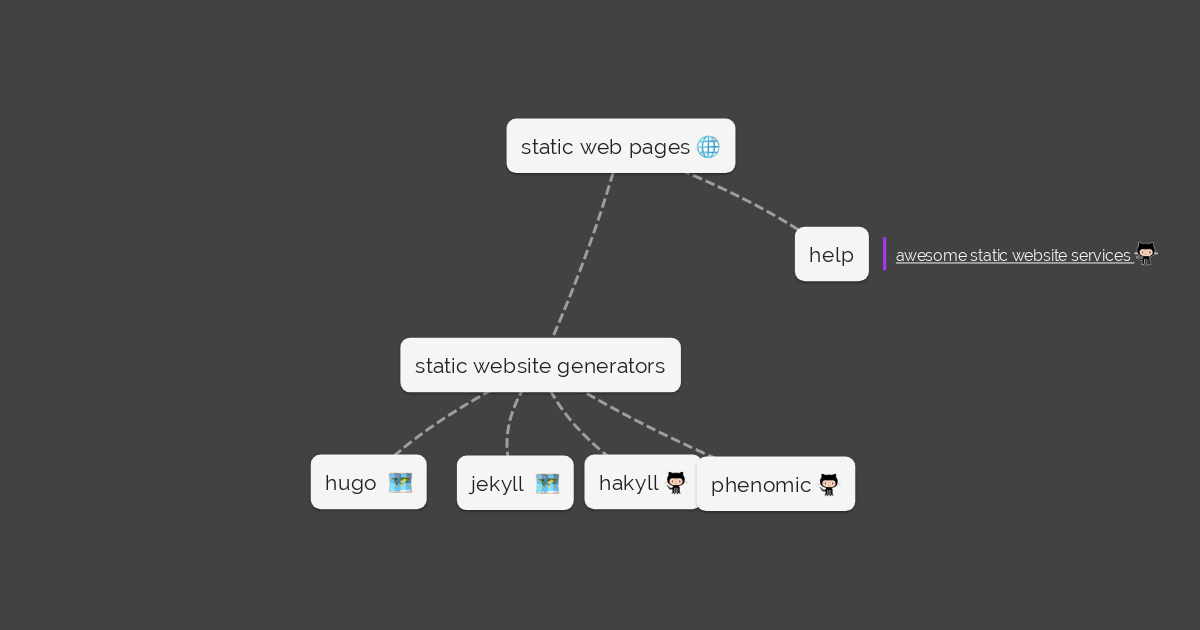 static web pages
help
awesome static website services
static website generators
hugo
jekyll
hakyll
phenomic